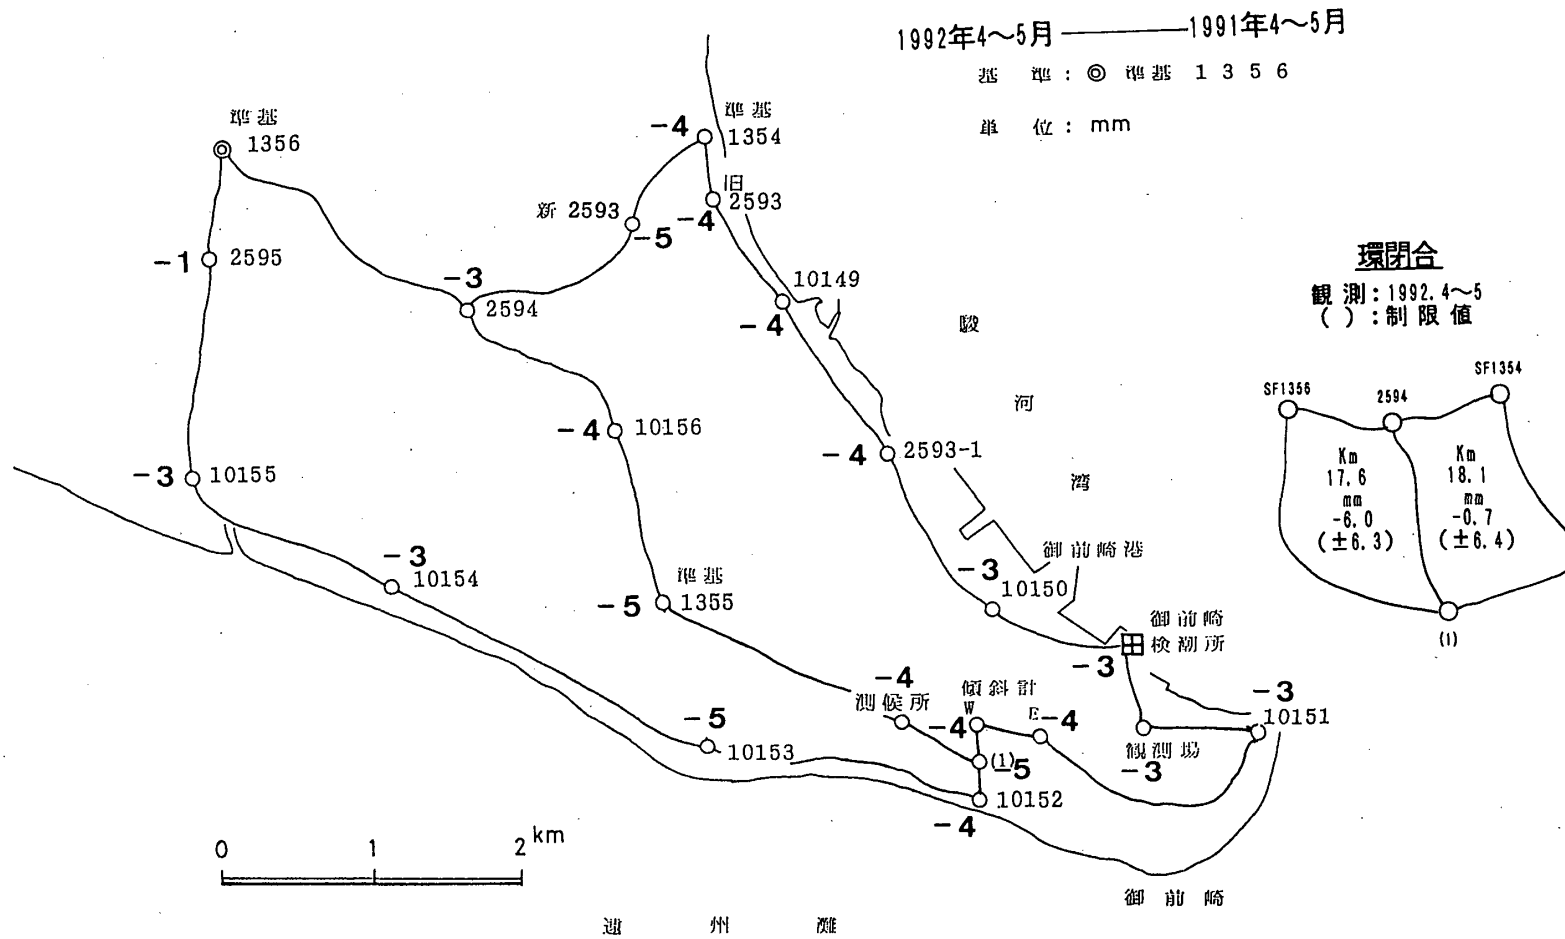 1992年4～5月 ――― 1991年4～5月
基 準 : ◎ 準基 1 3 5 6
単 位 : mm
準基
1356
-4
準基
1354
旧
2593
-4
新 2593
-5
-1
2595
-3
2594
10149
-4
駿
河
湾
環閉合
観 測 : 1992. 4～5
( ) : 制 限 値
SF1356
2594
SF1354
Km
17.6
mm
-6.0
(±6.3)
Km
18.1
mm
-0.7
(±6.4)
(1)
-4
10156
-4
2593-1
-3
10155
-3
10154
準基
-5
1355
御前崎港
-3
10150
御前崎
検潮所
-3
-4
測候所
傾斜計
W
-4
E
-4
-3
10151
観測場
-3
-5
10153
(1)
-5
10152
-4
0 1 2 km
御 前 崎
遠 州 灘